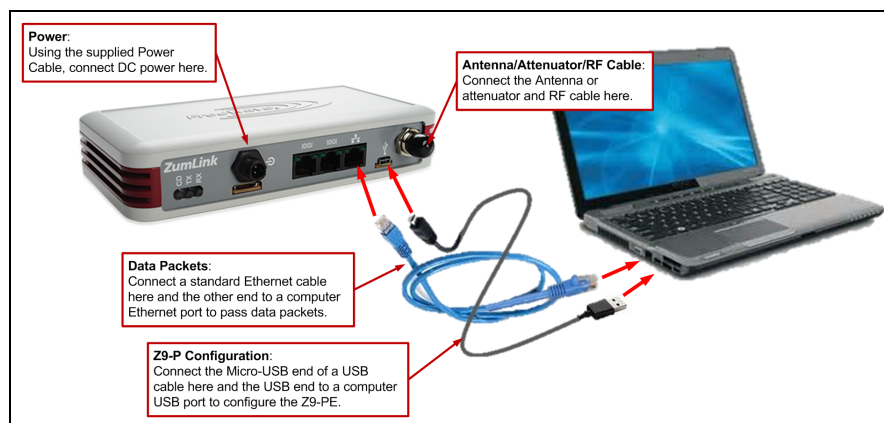 Power:
Using the supplied Power
Cable, connect DC power here.
Antenna/Attenuator/RF Cable:
Connect the Antenna or
attenuator and RF cable here.
ZumLink
CD
TX
RX
IOIOI
IOIOI
Data Packets:
Connect a standard Ethernet cable
here and the other end to a computer
Ethernet port to pass data packets.
Z9-P Configuration:
Connect the Micro-USB end of a USB
cable here and the USB end to a computer
USB port to configure the Z9-PE.